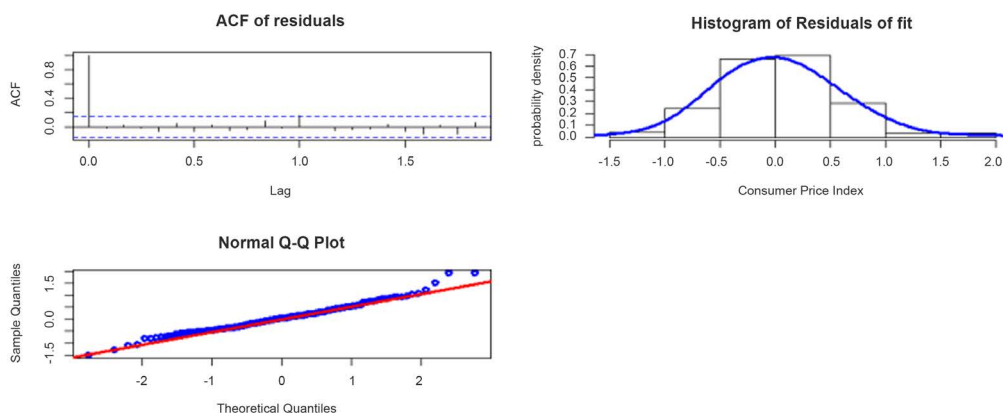 ACF of residuals
ACF
0.8
0.4
0.0
0.0 0.5 1.0 1.5
Lag
Histogram of Residuals of fit
probability density
0.7
0.6
0.5
0.4
0.3
0.2
0.1
0.0
-1.5 -1.0 -0.5 0.0 0.5 1.0 1.5 2.0
Consumer Price Index
Normal Q-Q Plot
Sample Quantiles
1.5
0.0
-1.5
-2 -1 0 1 2
Theoretical Quantiles